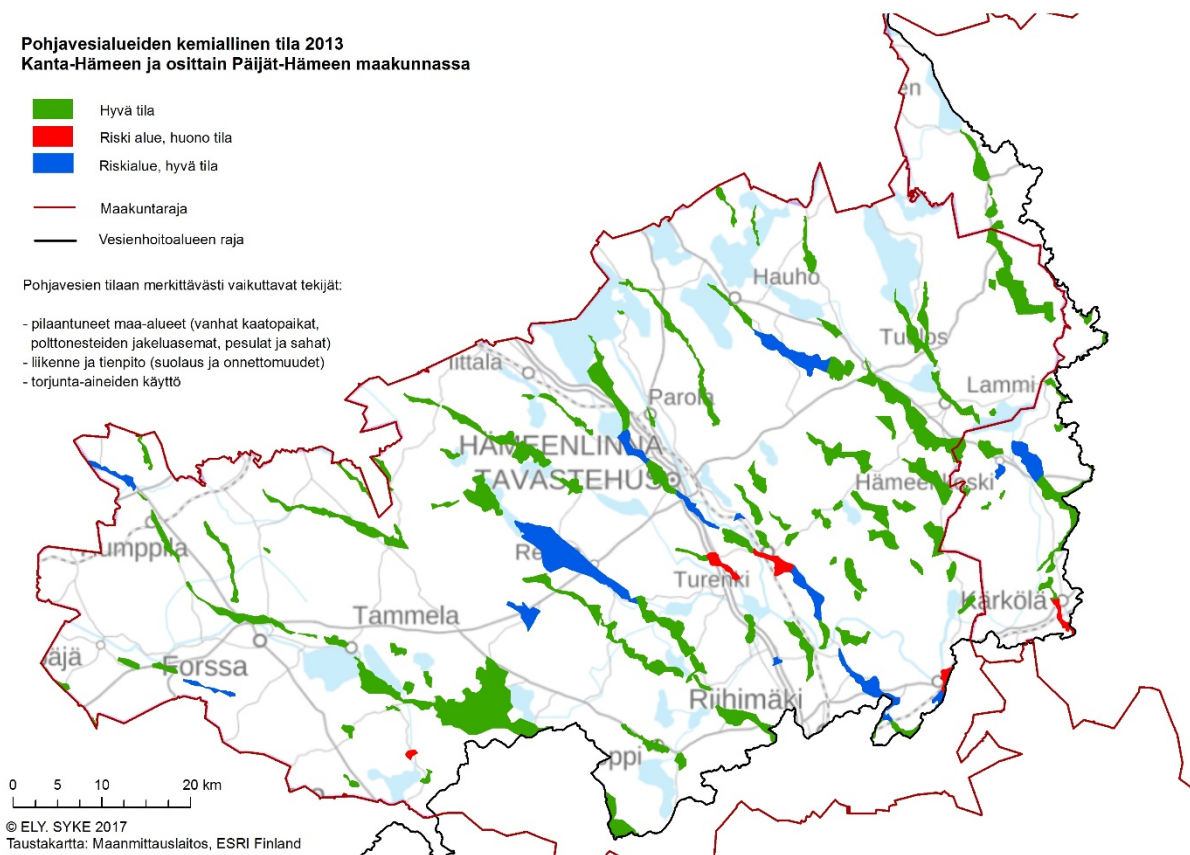 Pohjavesialueiden kemiallinen tila 2013
Kanta-Hämeen ja osittain Päijät-Hämeen maakunnassa
Hyvä tila
Riski alue, huono tila
Riskialue, hyvä tila
Maakuntaraja
Vesienhoitoalueen raja
Pohjavesien tilaan merkittävästi vaikuttavat tekijät:
- pilaantuneet maa-alueet (vanhat kaatopaikat,
polttonesteiden jakeluasemat, pesulat ja sahat)
- liikenne ja tienpito (suolaus ja onnettomuudet)
- torjunta-aineiden käyttö
Hauho
Iittala
Lammi
Parola
HÄMEENLINNA
TAVASTEHUS
Turenki
Kärkölä
Tammela
Forssa
Riihimäki
0 5 10 20 km
© ELY. SYKE 2017
Taustakartta: Maanmittauslaitos, ESRI Finland